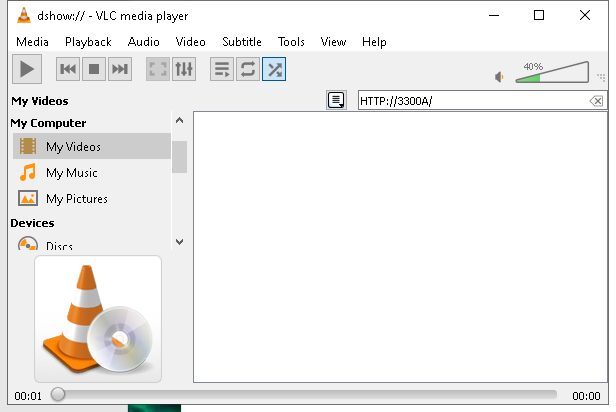 dshow:// - VLC media player
Media Playback Audio Video Subtitle Tools View Help
40%
My Videos
HTTP://3300A/
My Computer
My Videos
My Music
My Pictures
Devices
Discs
00:01
00:00